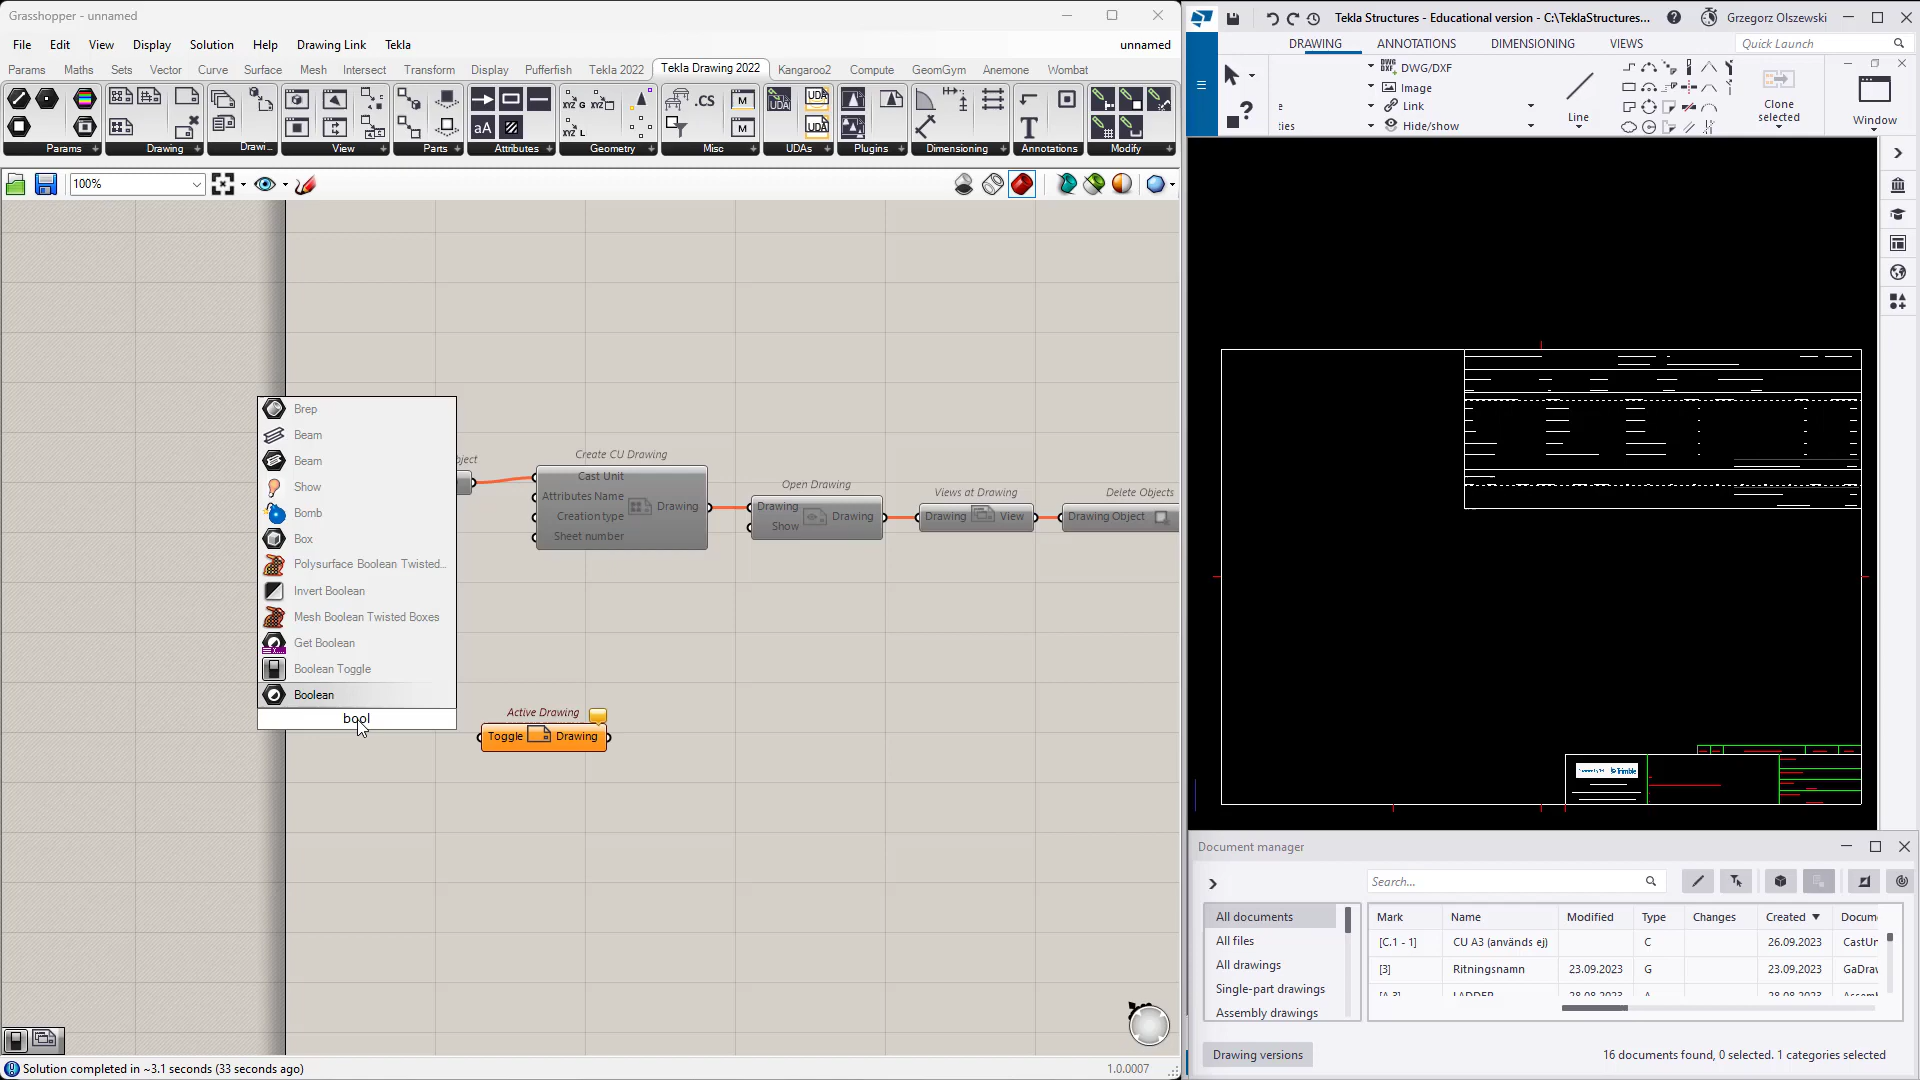 Grasshopper - unnamed
File Edit View Display Solution Help Drawing Link Tekla unnamed
Params Maths Sets Vector Curve Surface Mesh Intersect Transform Display Pufferfish Tekla 2022 Tekla Drawing 2022 Kangaroo2 Compute GeomGym Anemone Wombat
Params Drawing Drawi... View Parts Attributes Geometry Misc UDAs Plugins Dimensioning Annotations Modify
100%
Brep
Beam
Beam
Show
Bomb
Box
Polysurface Boolean Twisted...
Invert Boolean
Mesh Boolean Twisted Boxes
Get Boolean
Boolean Toggle
Boolean
bool
Create CU Drawing
Cast Unit
Attributes Name
Creation type
Sheet number
Drawing
Open Drawing
Drawing
Show
Drawing
Views at Drawing
Drawing View
Delete Objects
Drawing Object
Active Drawing
Toggle Drawing
Solution completed in ~3.1 seconds (33 seconds ago)
1.0.0007
Tekla Structures - Educational version - C:\TeklaStructures...
Grzegorz Olszewski
DRAWING ANNOTATIONS DIMENSIONING VIEWS
Quick Launch
DWG/DXF
Image
Link
Hide/show
Line
Clone selected
Window
Document manager
Search...
All documents
All files
All drawings
Single-part drawings
Assembly drawings
Mark Name Modified Type Changes Created Docum
[C.1 - 1] CU A3 (används ej) C 26.09.2023 CastUn
[3] Ritningsnamn 23.09.2023 G 23.09.2023 GaDrav
Drawing versions
16 documents found, 0 selected. 1 categories selected